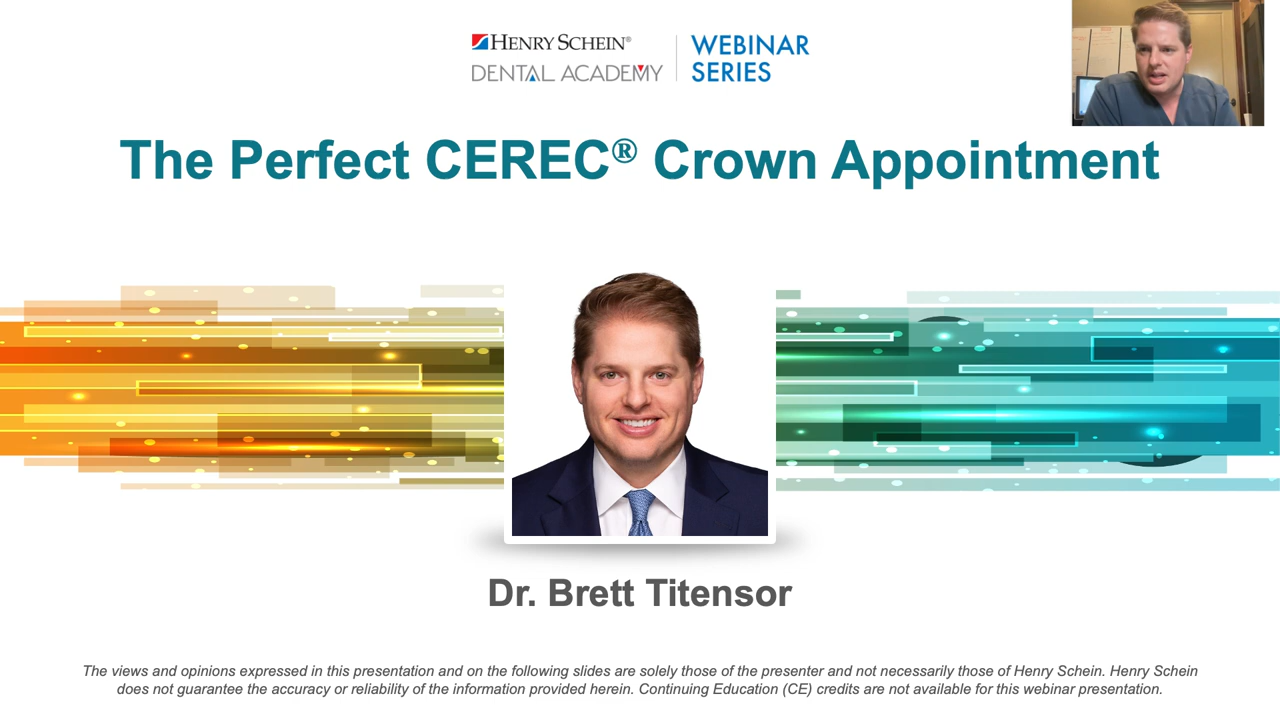 HENRY SCHEIN®
DENTAL ACADEMY
WEBINAR
SERIES
The Perfect CEREC® Crown Appointment
Dr. Brett Titensor
The views and opinions expressed in this presentation and on the following slides are solely those of the presenter and not necessarily those of Henry Schein. Henry Schein
does not guarantee the accuracy or reliability of the information provided herein. Continuing Education (CE) credits are not available for this webinar presentation.